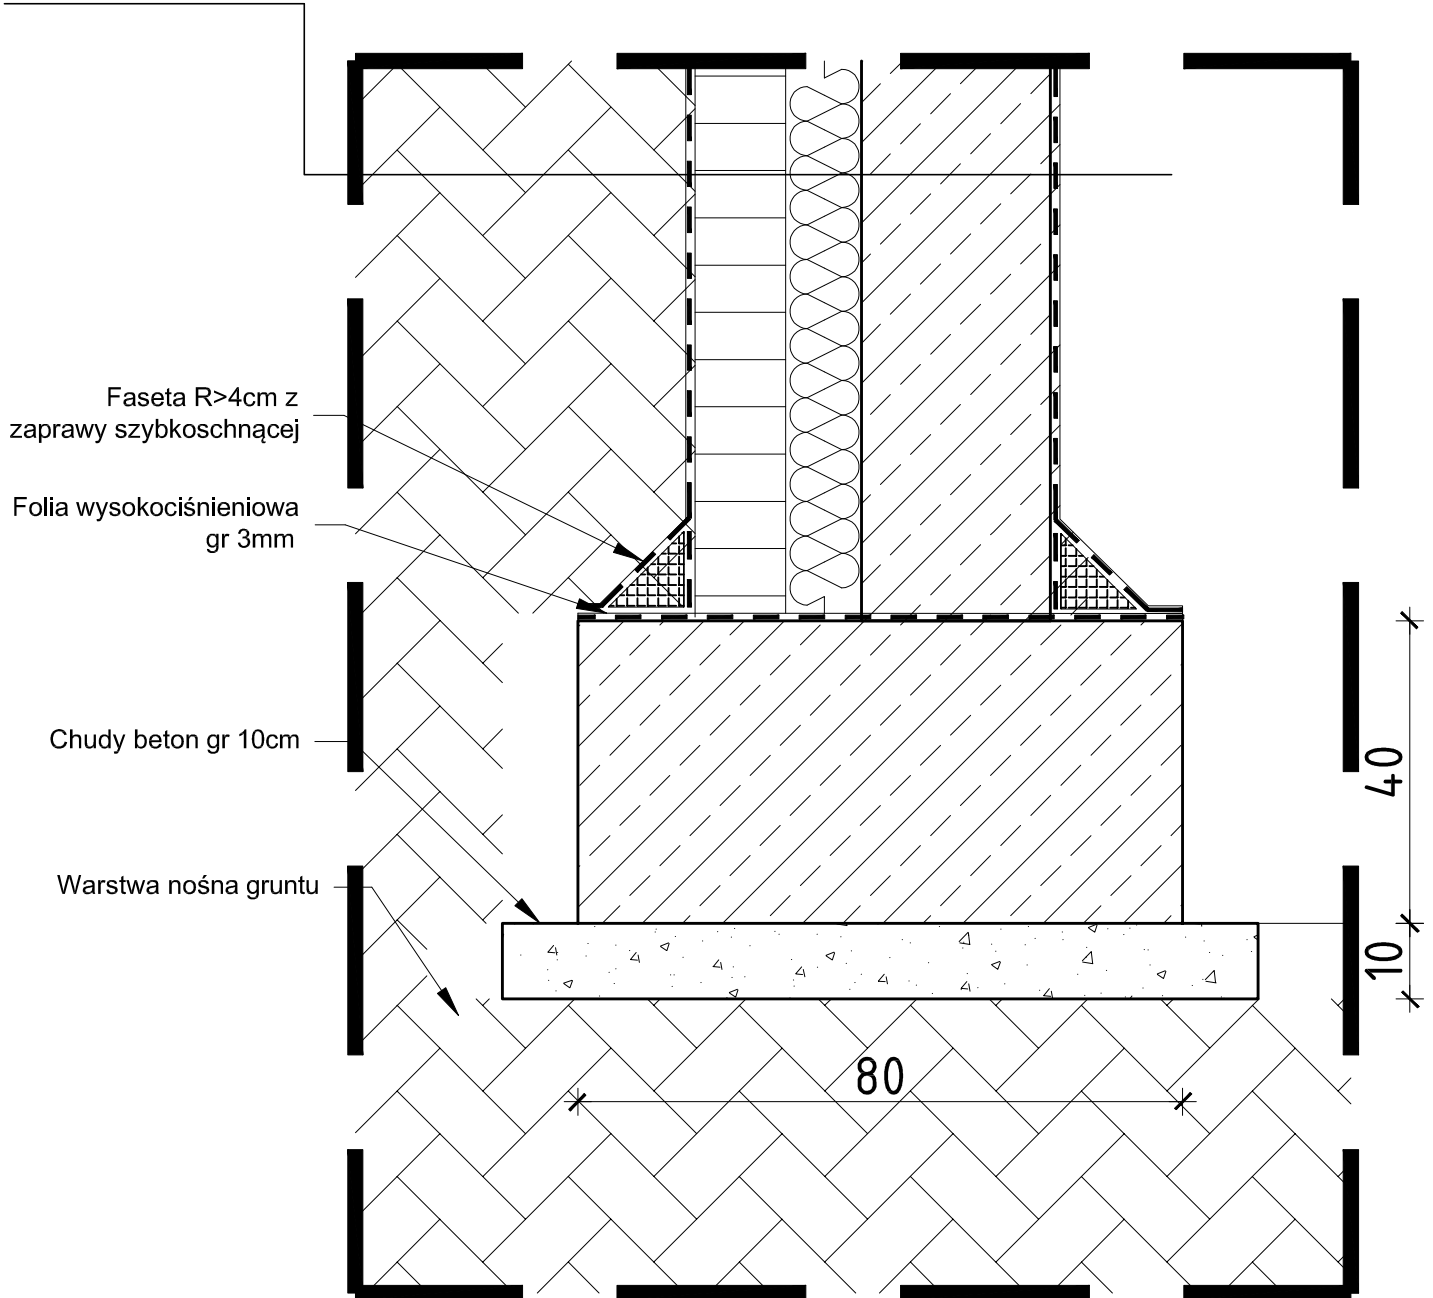 Faseta R>4cm z
zaprawy szybkoschnącej
Folia wysokociśnieniowa
gr 3mm
Chudy beton gr 10cm
Warstwa nośna gruntu
40
10
80